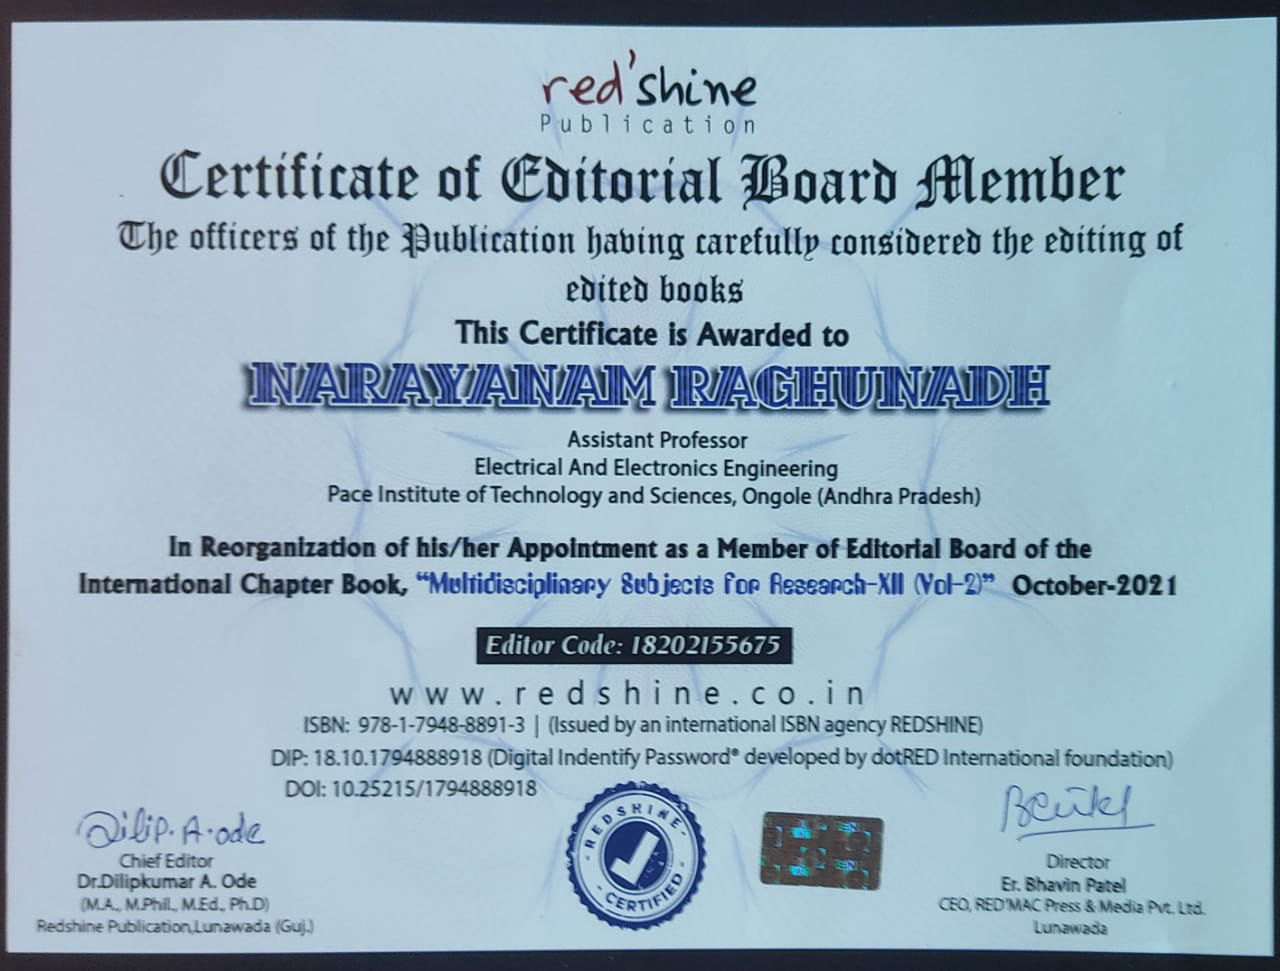 red'shine
Publication
Certificate of Editorial Board Member
The officers of the Publication having carefully considered the editing of
edited books
This Certificate is Awarded to
NARAYANAM RAGHUNADH
Assistant Professor
Electrical And Electronics Engineering
Pace Institute of Technology and Sciences, Ongole (Andhra Pradesh)
In Reorganization of his/her Appointment as a Member of Editorial Board of the
International Chapter Book, “Multidisciplinary Subjects for Research-XII (Vol-2)” October-2021
Editor Code: 18202155675
www.redshine.co.in
ISBN: 978-1-7948-8891-3 | (Issued by an international ISBN agency REDSHINE)
DIP: 18.10.1794888918 (Digital Indentify Password® developed by dotRED International foundation)
DOI: 10.25215/1794888918
Dilip.A.ode
Chief Editor
Dr.Dilipkumar A. Ode
(M.A., M.Phil., M.Ed., Ph.D)
Redshine Publication,Lunawada (Guj.)
REDSHINE
CERTIFIED
Director
Er. Bhavin Patel
CEO, RED'MAC Press & Media Pvt. Ltd.
Lunawada